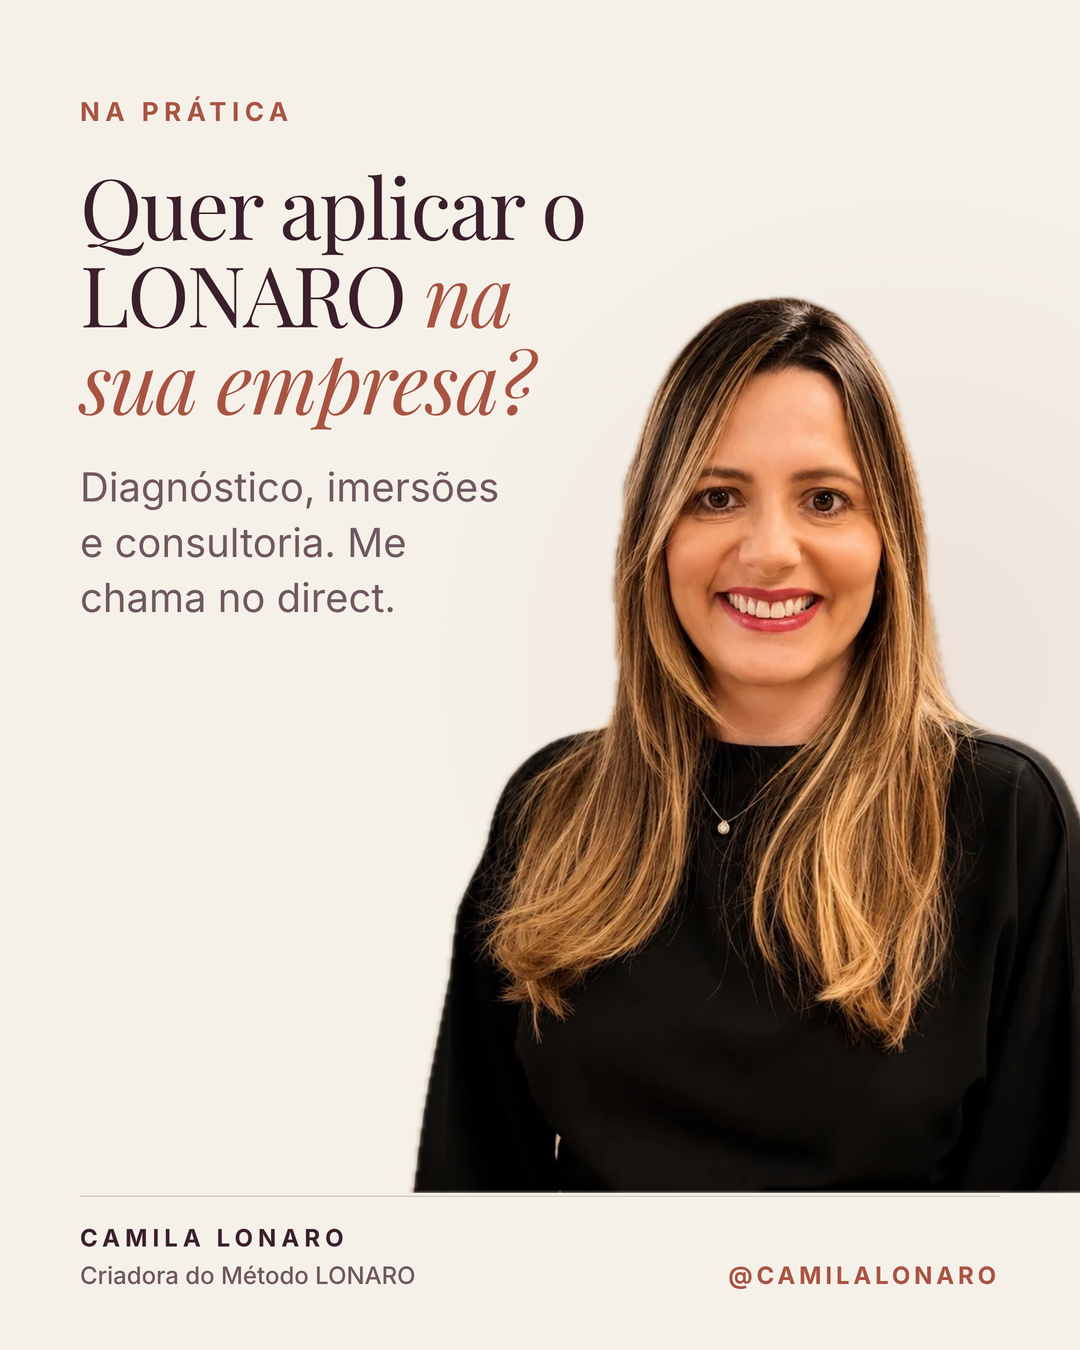 NA PRÁTICA
Quer aplicar o
LONARO na
sua empresa?
Diagnóstico, imersões
e consultoria. Me
chama no direct.
CAMILA LONARO
Criadora do Método LONARO
@CAMILALONARO